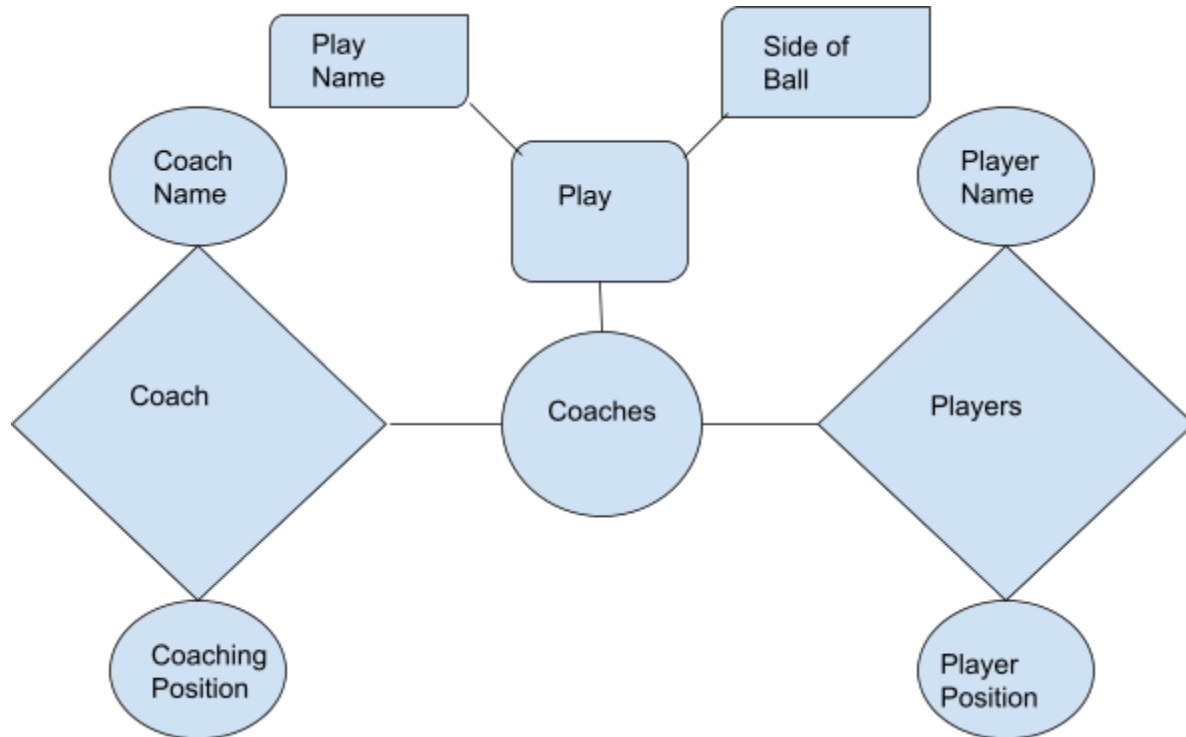 Play
Name
Side of
Ball
Coach
Name
Play
Player
Name
Coach
Coaches
Players
Coaching
Position
Player
Position